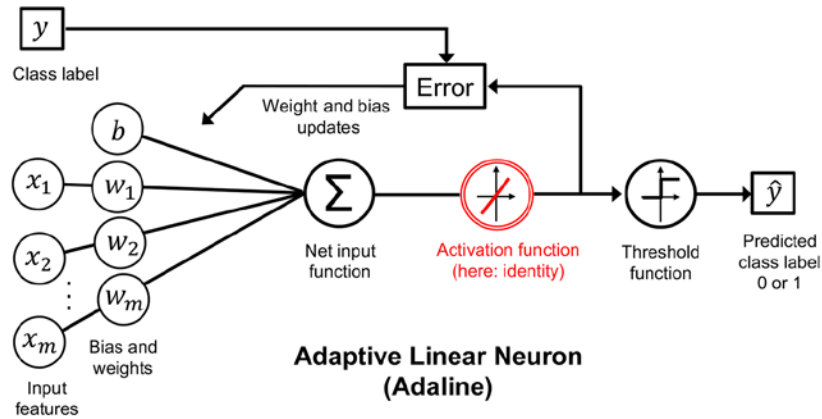 y
Class label
Error
Weight and bias
updates
b
x₁
w₁
x₂
w₂
⋮
⋮
wₘ
xₘ
Σ
Net input
function
Activation function
(here: identity)
Threshold
function
ŷ
Predicted
class label
0 or 1
Bias and
weights
Input
features
Adaptive Linear Neuron
(Adaline)